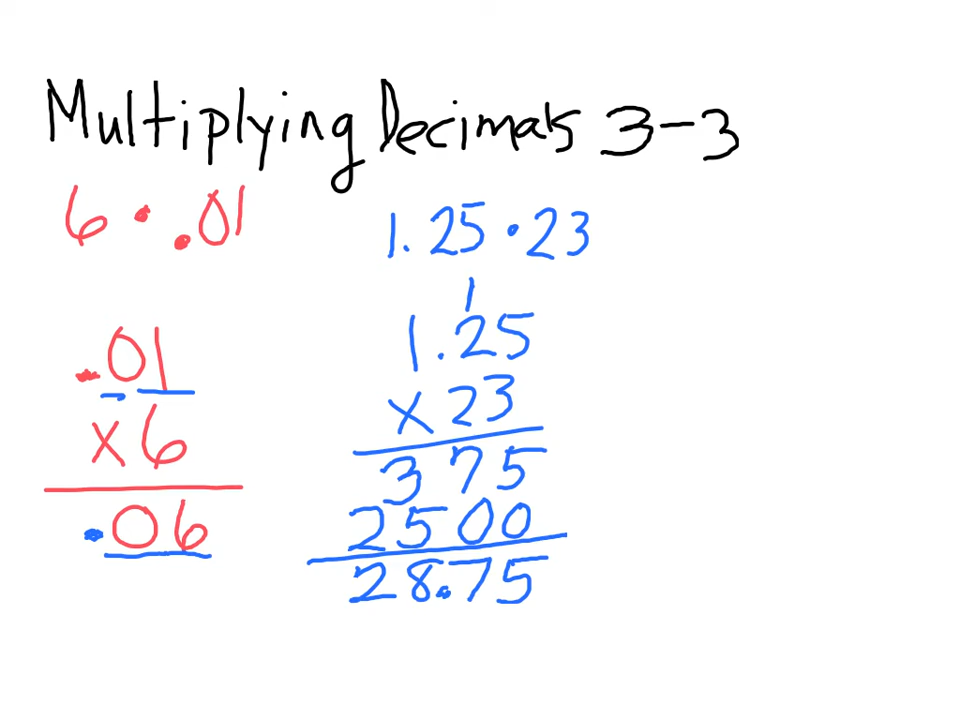 Multiplying Decimals 3-3
6 · .01
.01
x 6
.06
1.25 · 23
1
1.25
x 23
375
2500
28.75